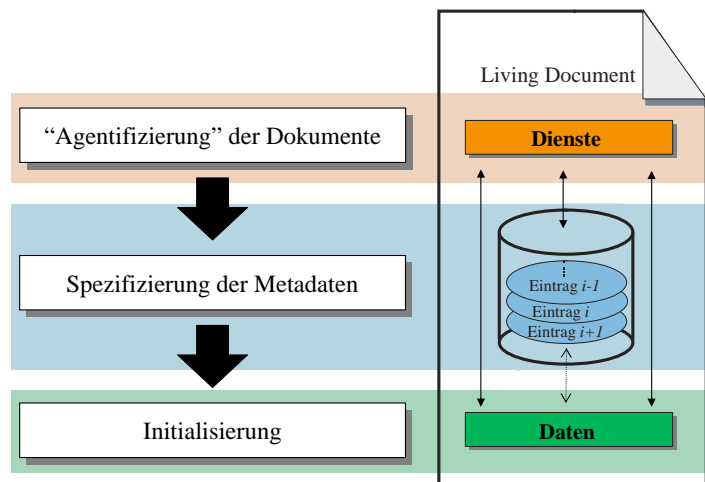 Living Document
“Agentifizierung” der Dokumente
Dienste
Spezifizierung der Metadaten
Eintrag i-1
Eintrag i
Eintrag i+1
Initialisierung
Daten